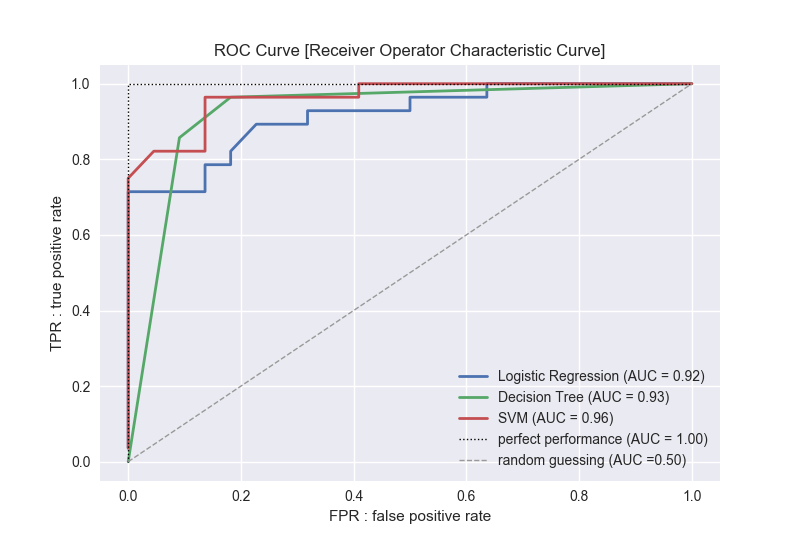 ROC Curve [Receiver Operator Characteristic Curve]
1.0
0.8
0.6
0.4
0.2
0.0
TPR : true positive rate
Logistic Regression (AUC = 0.92)
Decision Tree (AUC = 0.93)
SVM (AUC = 0.96)
perfect performance (AUC = 1.00)
random guessing (AUC =0.50)
0.0 0.2 0.4 0.6 0.8 1.0
FPR : false positive rate